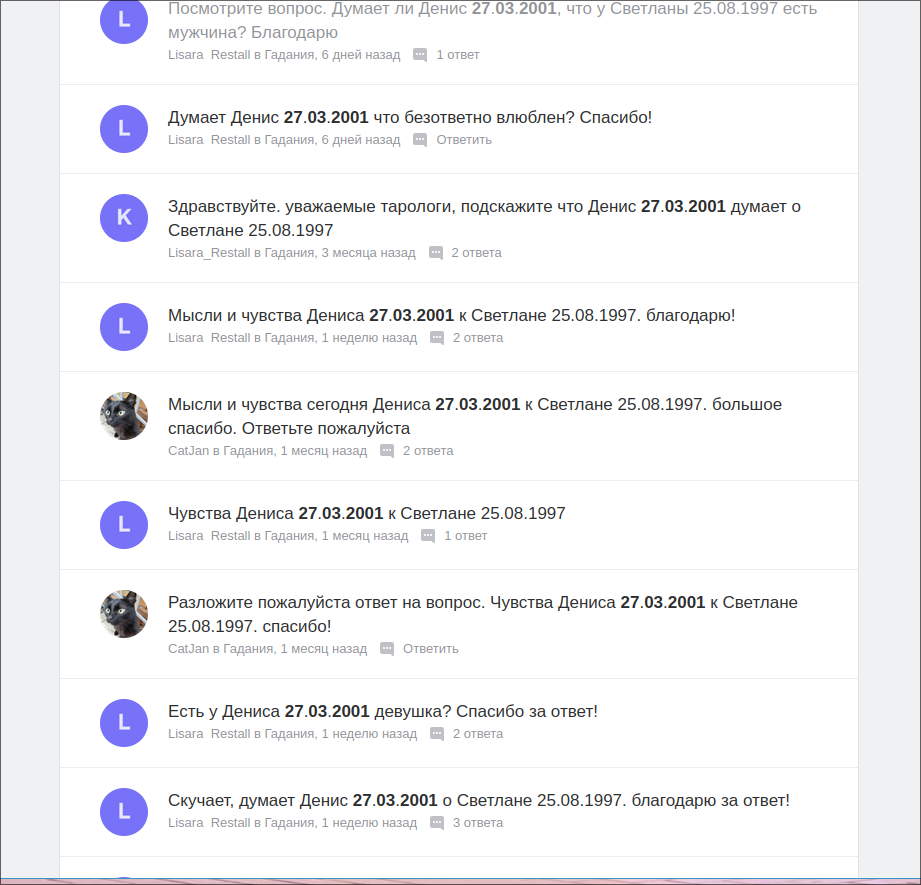 L
Посмотрите вопрос. Думает ли Денис 27.03.2001, что у Светланы 25.08.1997 есть
мужчина? Благодарю
Lisara Restall в Гадания, 6 дней назад 1 ответ
L
Думает Денис 27.03.2001 что безответно влюблен? Спасибо!
Lisara Restall в Гадания, 6 дней назад Ответить
K
Здравствуйте. уважаемые тарологи, подскажите что Денис 27.03.2001 думает о
Светлане 25.08.1997
Lisara_Restall в Гадания, 3 месяца назад 2 ответа
L
Мысли и чувства Дениса 27.03.2001 к Светлане 25.08.1997. благодарю!
Lisara Restall в Гадания, 1 неделю назад 2 ответа
Мысли и чувства сегодня Дениса 27.03.2001 к Светлане 25.08.1997. большое
спасибо. Ответьте пожалуйста
CatJan в Гадания, 1 месяц назад 2 ответа
L
Чувства Дениса 27.03.2001 к Светлане 25.08.1997
Lisara Restall в Гадания, 1 месяц назад 1 ответ
Разложите пожалуйста ответ на вопрос. Чувства Дениса 27.03.2001 к Светлане
25.08.1997. спасибо!
CatJan в Гадания, 1 месяц назад Ответить
L
Есть у Дениса 27.03.2001 девушка? Спасибо за ответ!
Lisara Restall в Гадания, 1 неделю назад 2 ответа
L
Скучает, думает Денис 27.03.2001 о Светлане 25.08.1997. благодарю за ответ!
Lisara Restall в Гадания, 1 неделю назад 3 ответа